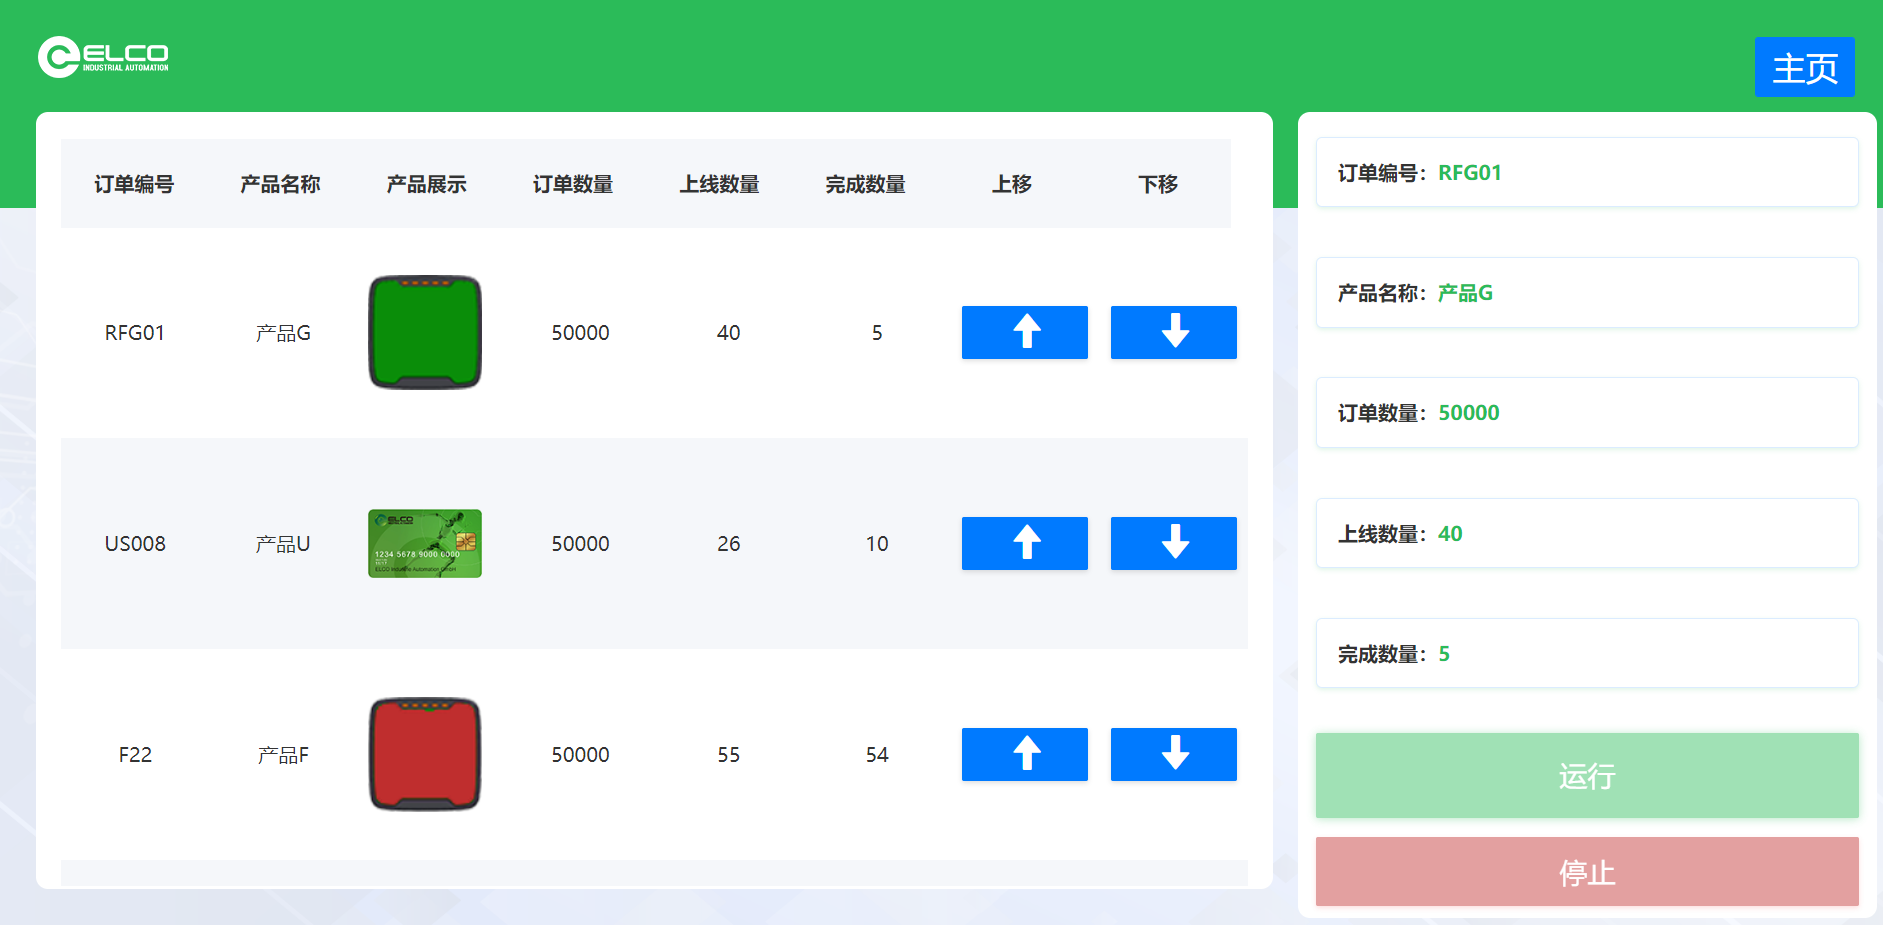 ELCO
INDUSTRIAL AUTOMATION
主页
订单编号 产品名称 产品展示 订单数量 上线数量 完成数量 上移 下移
RFG01 产品G 50000 40 5
US008 产品U 50000 26 10
ELCO
1234 5678 9000 0000
F22 产品F 50000 55 54
订单编号：RFG01
产品名称：产品G
订单数量：50000
上线数量：40
完成数量：5
运行
停止